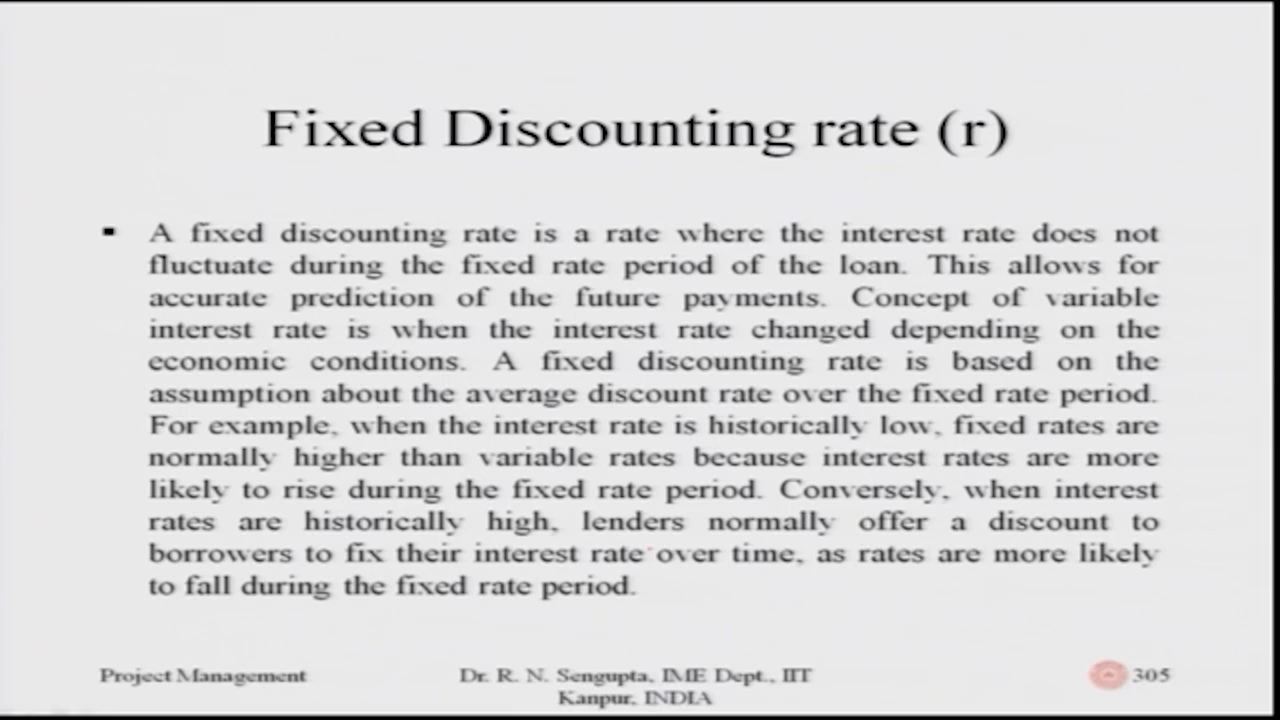 Fixed Discounting rate (r)
▪ A fixed discounting rate is a rate where the interest rate does not
fluctuate during the fixed rate period of the loan. This allows for
accurate prediction of the future payments. Concept of variable
interest rate is when the interest rate changed depending on the
economic conditions. A fixed discounting rate is based on the
assumption about the average discount rate over the fixed rate period.
For example, when the interest rate is historically low, fixed rates are
normally higher than variable rates because interest rates are more
likely to rise during the fixed rate period. Conversely, when interest
rates are historically high, lenders normally offer a discount to
borrowers to fix their interest rate over time, as rates are more likely
to fall during the fixed rate period.
Project Management
Dr. R. N. Sengupta, IME Dept., IIT
Kanpur, INDIA
305